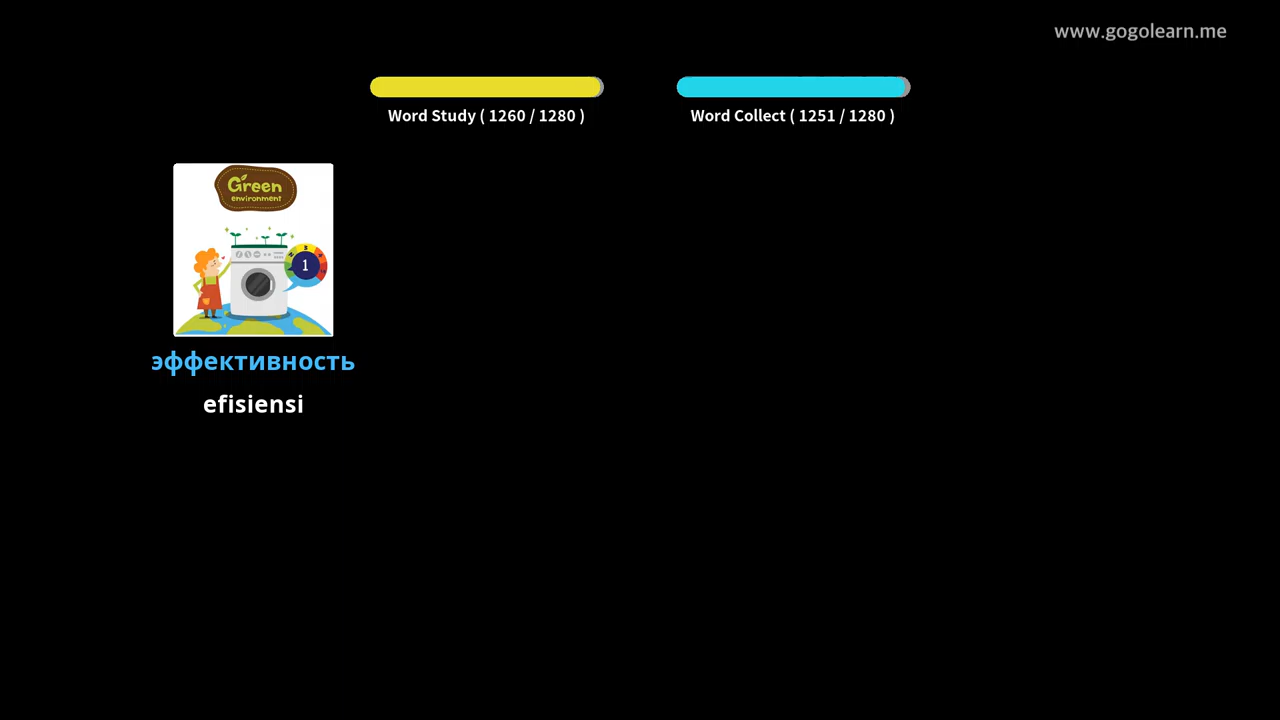 www.gogolearn.me
Word Study ( 1260 / 1280 )
Word Collect ( 1251 / 1280 )
Green
environment
1
эффективность
efisiensi